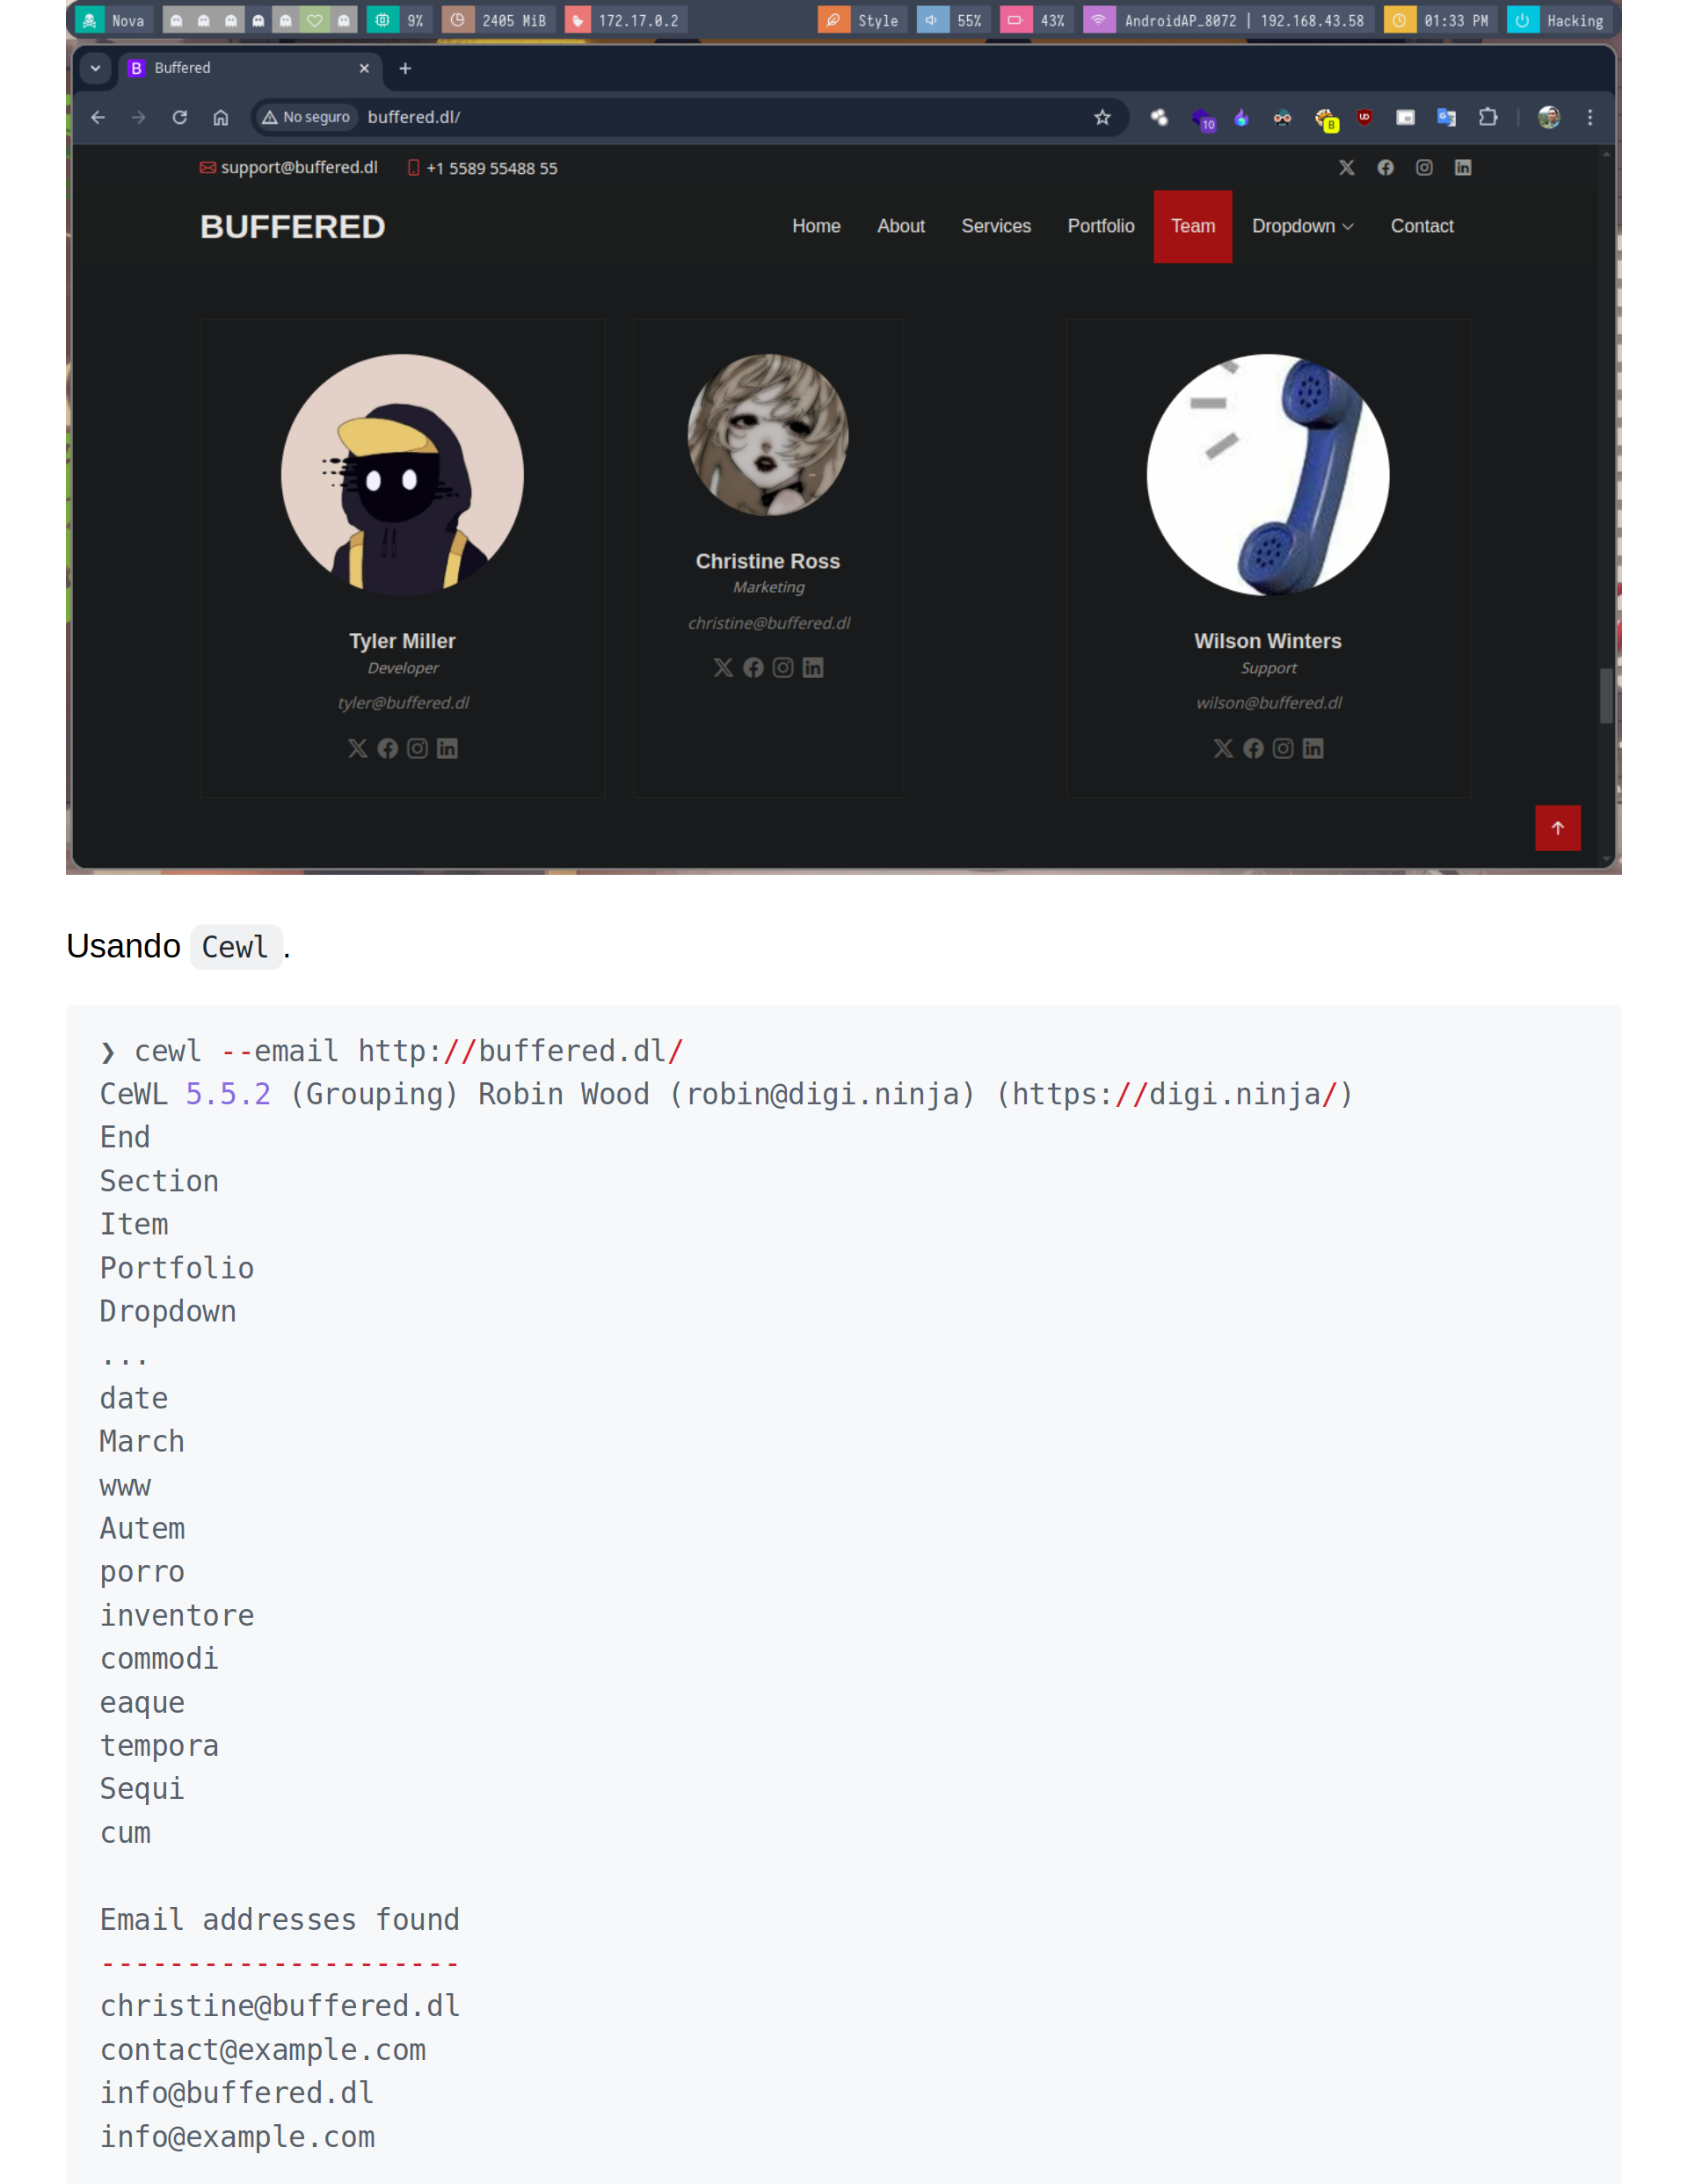 Nova 9% 2405 MiB 172.17.0.2 Style 55% 43% AndroidAP_8072 | 192.168.43.58 01:33 PM Hacking
B Buffered
No seguro buffered.dl/ 10 B UD
support@buffered.dl +1 5589 55488 55
BUFFERED Home About Services Portfolio Team Dropdown Contact
Tyler Miller
Developer
tyler@buffered.dl
Christine Ross
Marketing
christine@buffered.dl
Wilson Winters
Support
wilson@buffered.dl
Usando Cewl.
❯ cewl --email http://buffered.dl/
CeWL 5.5.2 (Grouping) Robin Wood (robin@digi.ninja) (https://digi.ninja/)
End
Section
Item
Portfolio
Dropdown
...
date
March
www
Autem
porro
inventore
commodi
eaque
tempora
Sequi
cum
Email addresses found
---------------------
christine@buffered.dl
contact@example.com
info@buffered.dl
info@example.com